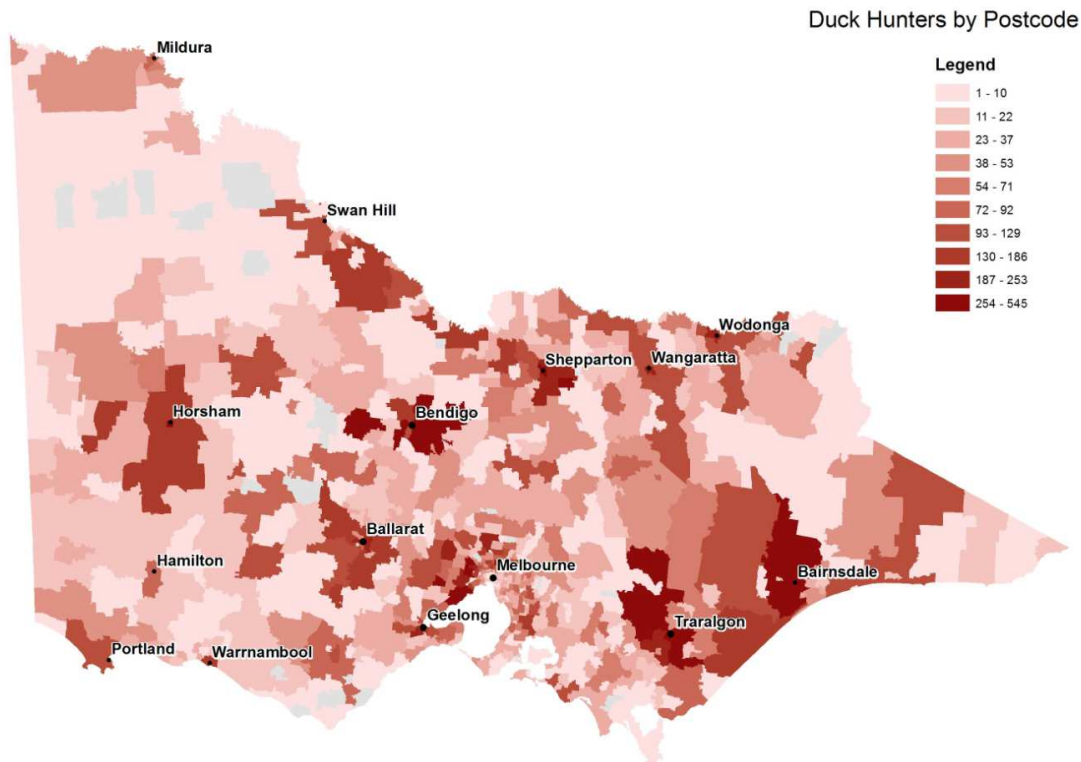 Duck Hunters by Postcode
Legend
1 - 10
11 - 22
23 - 37
38 - 53
54 - 71
72 - 92
93 - 129
130 - 186
187 - 253
254 - 545
Mildura
Swan Hill
Wodonga
Shepparton
Wangaratta
Horsham
Bendigo
Ballarat
Hamilton
Melbourne
Bairnsdale
Geelong
Traralgon
Portland
Warrnambool